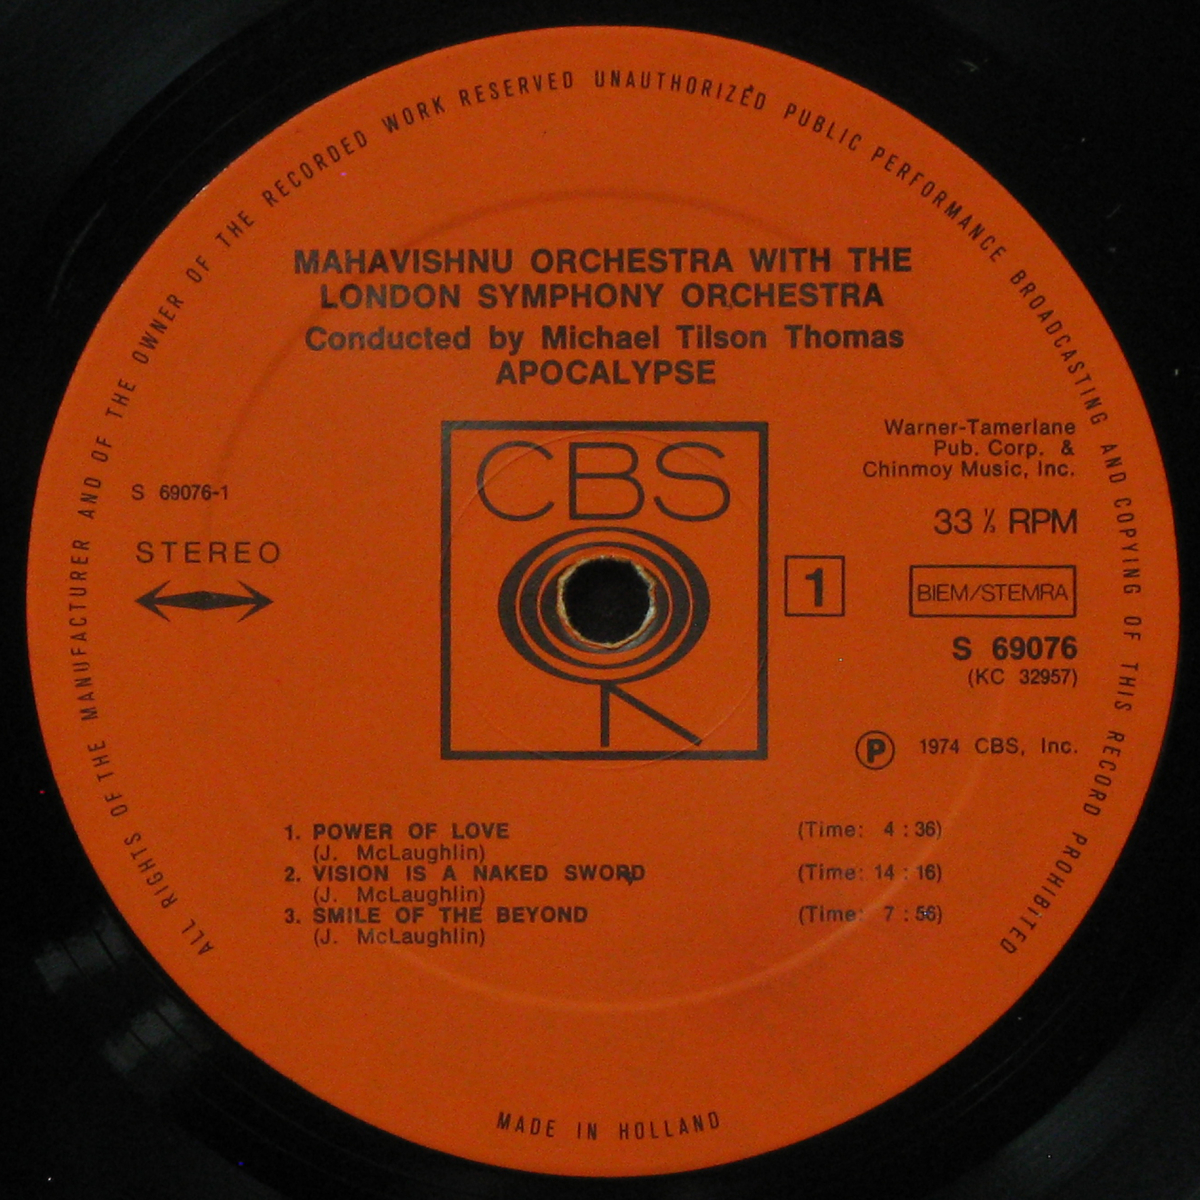 ALL RIGHTS OF THE MANUFACTURER AND OF THE OWNER OF THE RECORDED WORK RESERVED UNAUTHORIZED PUBLIC PERFORMANCE BROADCASTING AND COPYING OF THIS RECORD PROHIBITED
MAHAVISHNU ORCHESTRA WITH THE
LONDON SYMPHONY ORCHESTRA
Conducted by Michael Tilson Thomas
APOCALYPSE
CBS
S 69076-1
STEREO
Warner-Tamerlane
Pub. Corp. &
Chinmoy Music, Inc.
33 ⅓ RPM
1
BIEM/STEMRA
S 69076
(KC 32957)
Ⓟ 1974 CBS, Inc.
1. POWER OF LOVE (Time: 4 : 36)
(J. McLaughlin)
2. VISION IS A NAKED SWORD (Time: 14 : 16)
(J. McLaughlin)
3. SMILE OF THE BEYOND (Time: 7 : 56)
(J. McLaughlin)
MADE IN HOLLAND